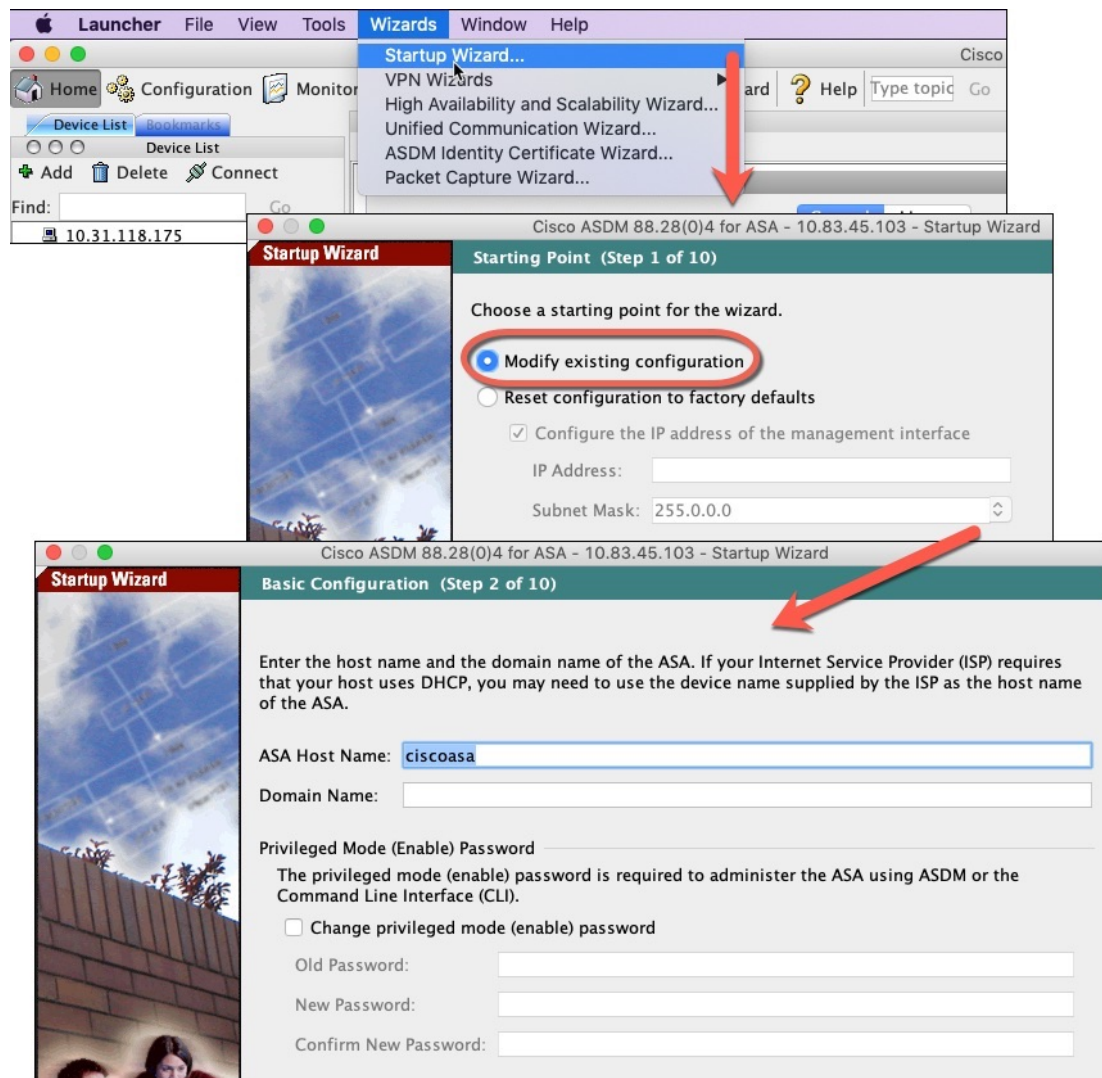 Launcher File View Tools Wizards Window Help
Startup Wizard...
VPN Wizards
High Availability and Scalability Wizard...
Unified Communication Wizard...
ASDM Identity Certificate Wizard...
Packet Capture Wizard...
Cisco
Home Configuration Monitor ard Help Type topic Go
Device List Bookmarks
Device List
Add Delete Connect
Find: Go
10.31.118.175
Cisco ASDM 88.28(0)4 for ASA - 10.83.45.103 - Startup Wizard
Startup Wizard
Starting Point (Step 1 of 10)
Choose a starting point for the wizard.
Modify existing configuration
Reset configuration to factory defaults
Configure the IP address of the management interface
IP Address:
Subnet Mask: 255.0.0.0
Cisco ASDM 88.28(0)4 for ASA - 10.83.45.103 - Startup Wizard
Startup Wizard
Basic Configuration (Step 2 of 10)
Enter the host name and the domain name of the ASA. If your Internet Service Provider (ISP) requires
that your host uses DHCP, you may need to use the device name supplied by the ISP as the host name
of the ASA.
ASA Host Name: ciscoasa
Domain Name:
Privileged Mode (Enable) Password
The privileged mode (enable) password is required to administer the ASA using ASDM or the
Command Line Interface (CLI).
Change privileged mode (enable) password
Old Password:
New Password:
Confirm New Password: